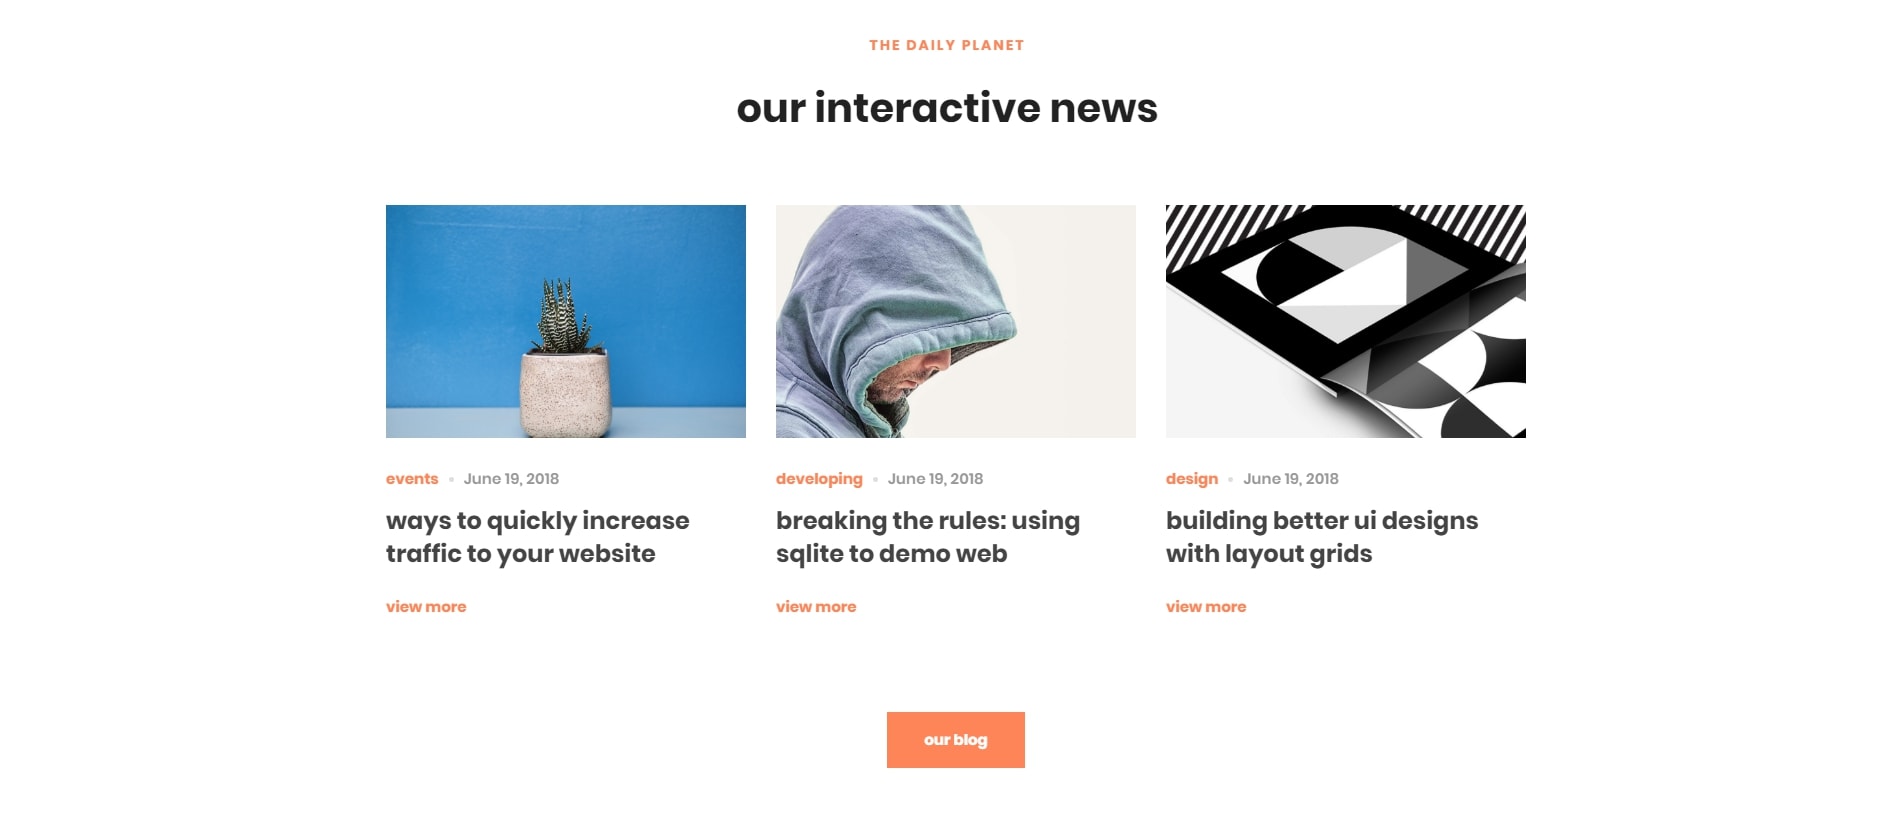 THE DAILY PLANET
our interactive news
events • June 19, 2018
ways to quickly increase
traffic to your website
view more
developing • June 19, 2018
breaking the rules: using
sqlite to demo web
view more
design • June 19, 2018
building better ui designs
with layout grids
view more
our blog